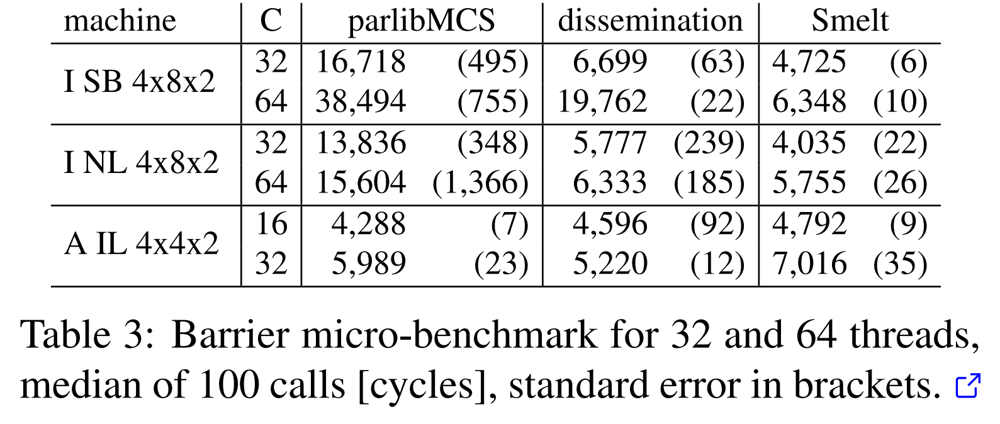 machine C parlibMCS dissemination Smelt
I SB 4x8x2 32 16,718 (495) 6,699 (63) 4,725 (6)
64 38,494 (755) 19,762 (22) 6,348 (10)
I NL 4x8x2 32 13,836 (348) 5,777 (239) 4,035 (22)
64 15,604 (1,366) 6,333 (185) 5,755 (26)
A IL 4x4x2 16 4,288 (7) 4,596 (92) 4,792 (9)
32 5,989 (23) 5,220 (12) 7,016 (35)
Table 3: Barrier micro-benchmark for 32 and 64 threads,
median of 100 calls [cycles], standard error in brackets.